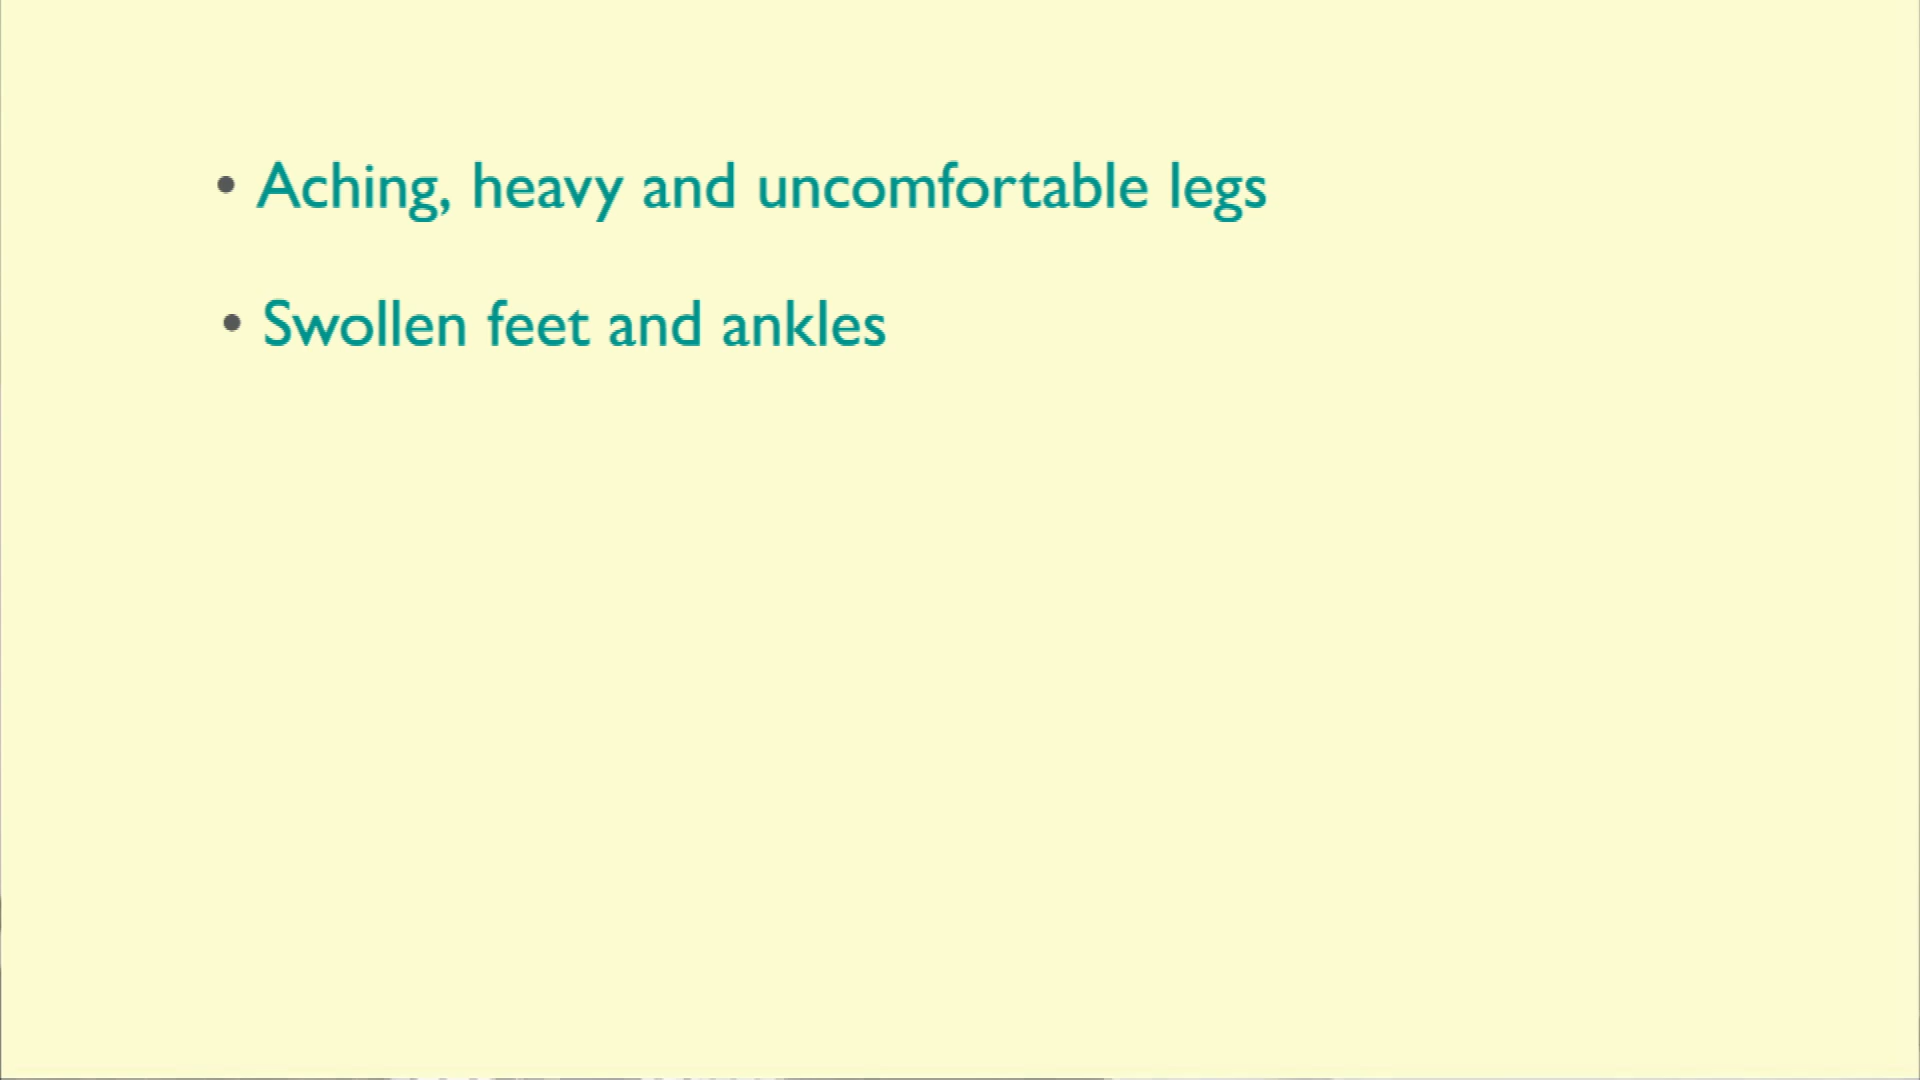 • Aching, heavy and uncomfortable legs
• Swollen feet and ankles